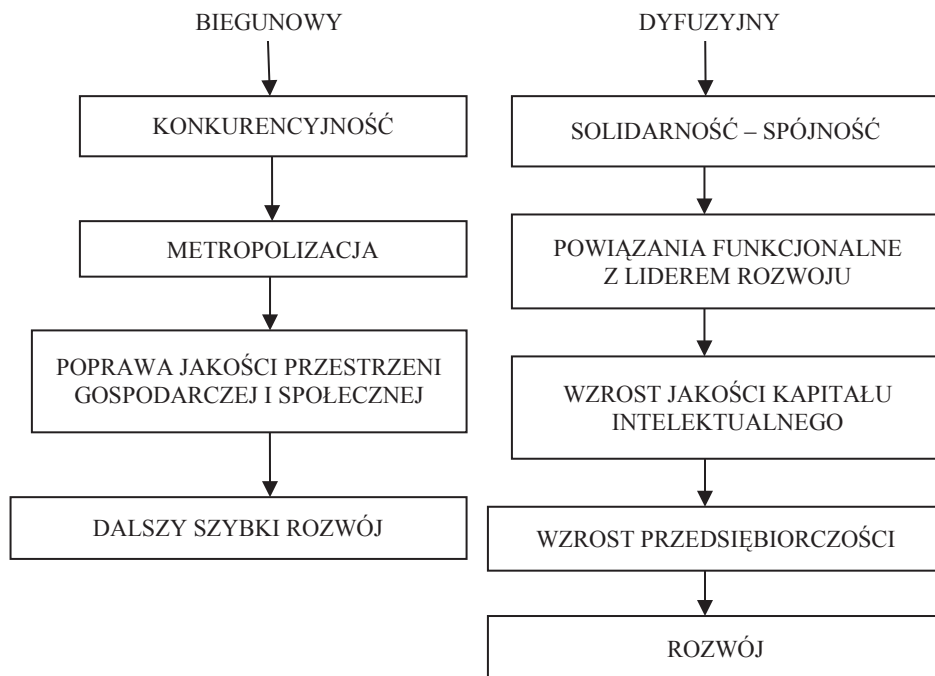 BIEGUNOWY
KONKURENCYJNOŚĆ
METROPOLIZACJA
POPRAWA JAKOŚCI PRZESTRZENI
GOSPODARCZEJ I SPOŁECZNEJ
DALSZY SZYBKI ROZWÓJ
DYFUZYJNY
SOLIDARNOŚĆ – SPÓJNOŚĆ
POWIĄZANIA FUNKCJONALNE
Z LIDEREM ROZWOJU
WZROST JAKOŚCI KAPITAŁU
INTELEKTUALNEGO
WZROST PRZEDSIĘBIORCZOŚCI
ROZWÓJ